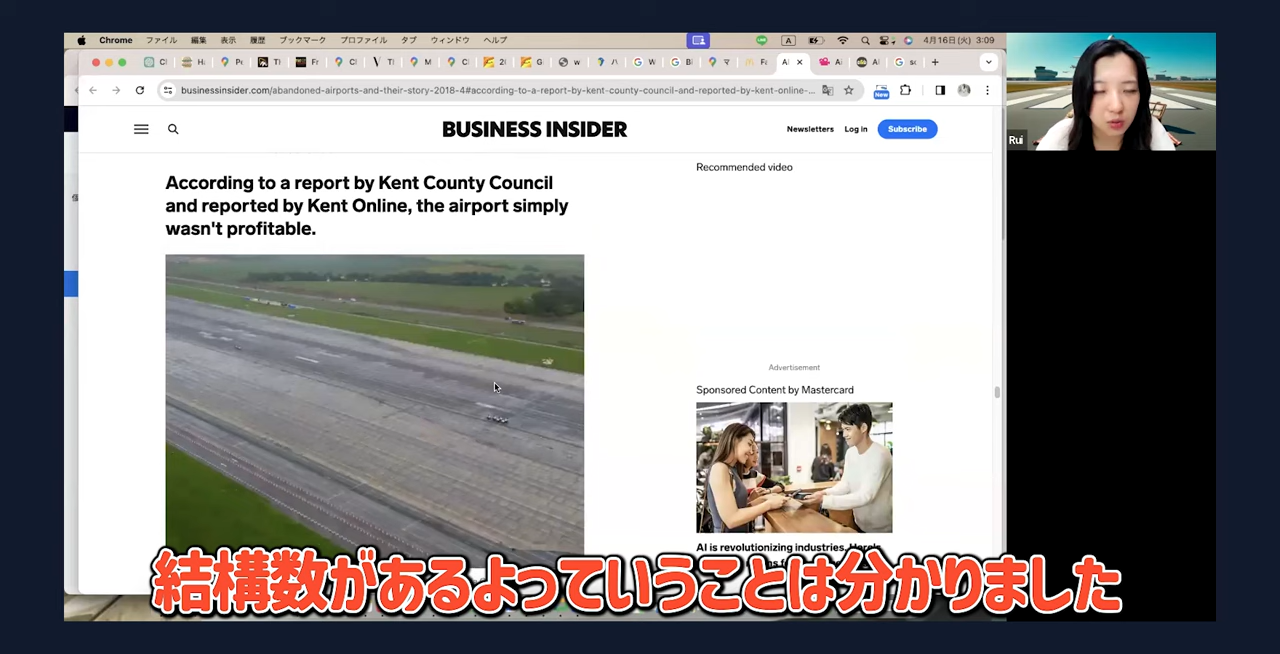 Chrome ファイル 編集 表示 履歴 ブックマーク プロファイル タブ ウィンドウ ヘルプ
A
4月16日(火) 3:09
businessinsider.com/abandoned-airports-and-their-story-2018-4#according-to-a-report-by-kent-county-council-and-reported-by-kent-online-...
New
BUSINESS INSIDER
Newsletters Log in Subscribe
Rui
Recommended video
According to a report by Kent County Council
and reported by Kent Online, the airport simply
wasn't profitable.
Advertisement
Sponsored Content by Mastercard
AI is revolutionizing industries. Here's
結構数があるよっていうことは分かりました